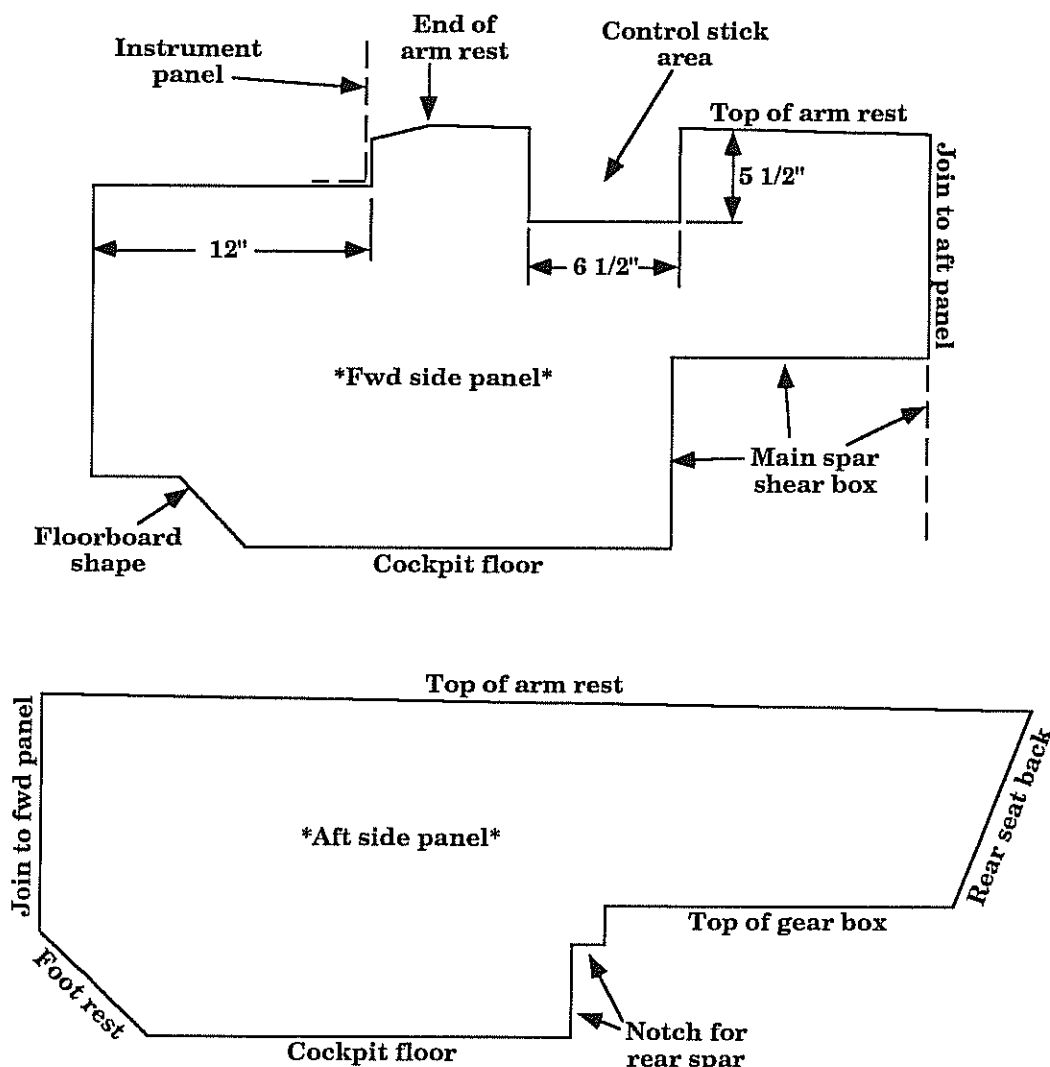 End of
arm rest
Instrument
panel
Control stick
area
Top of arm rest
5 1/2"
Join to aft panel
12"
6 1/2"
*Fwd side panel*
Main spar
shear box
Floorboard
shape
Cockpit floor
Top of arm rest
Join to fwd panel
*Aft side panel*
Rear seat back
Top of gear box
Foot rest
Notch for
rear spar
Cockpit floor